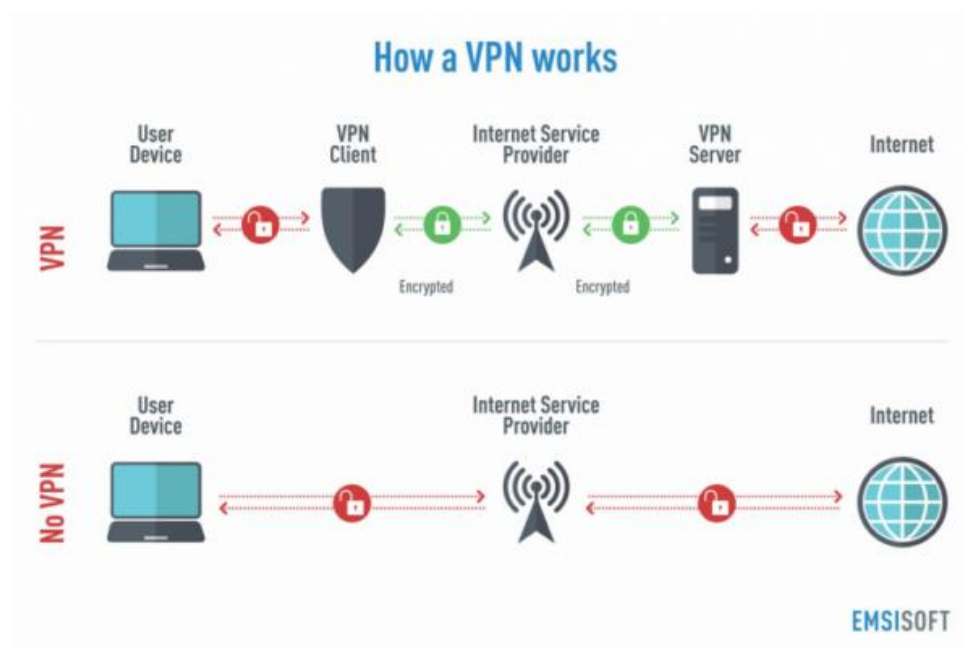 How a VPN works
User
Device
VPN
Client
Internet Service
Provider
VPN
Server
Internet
VPN
Encrypted
Encrypted
User
Device
Internet Service
Provider
Internet
No VPN
EMSISOFT